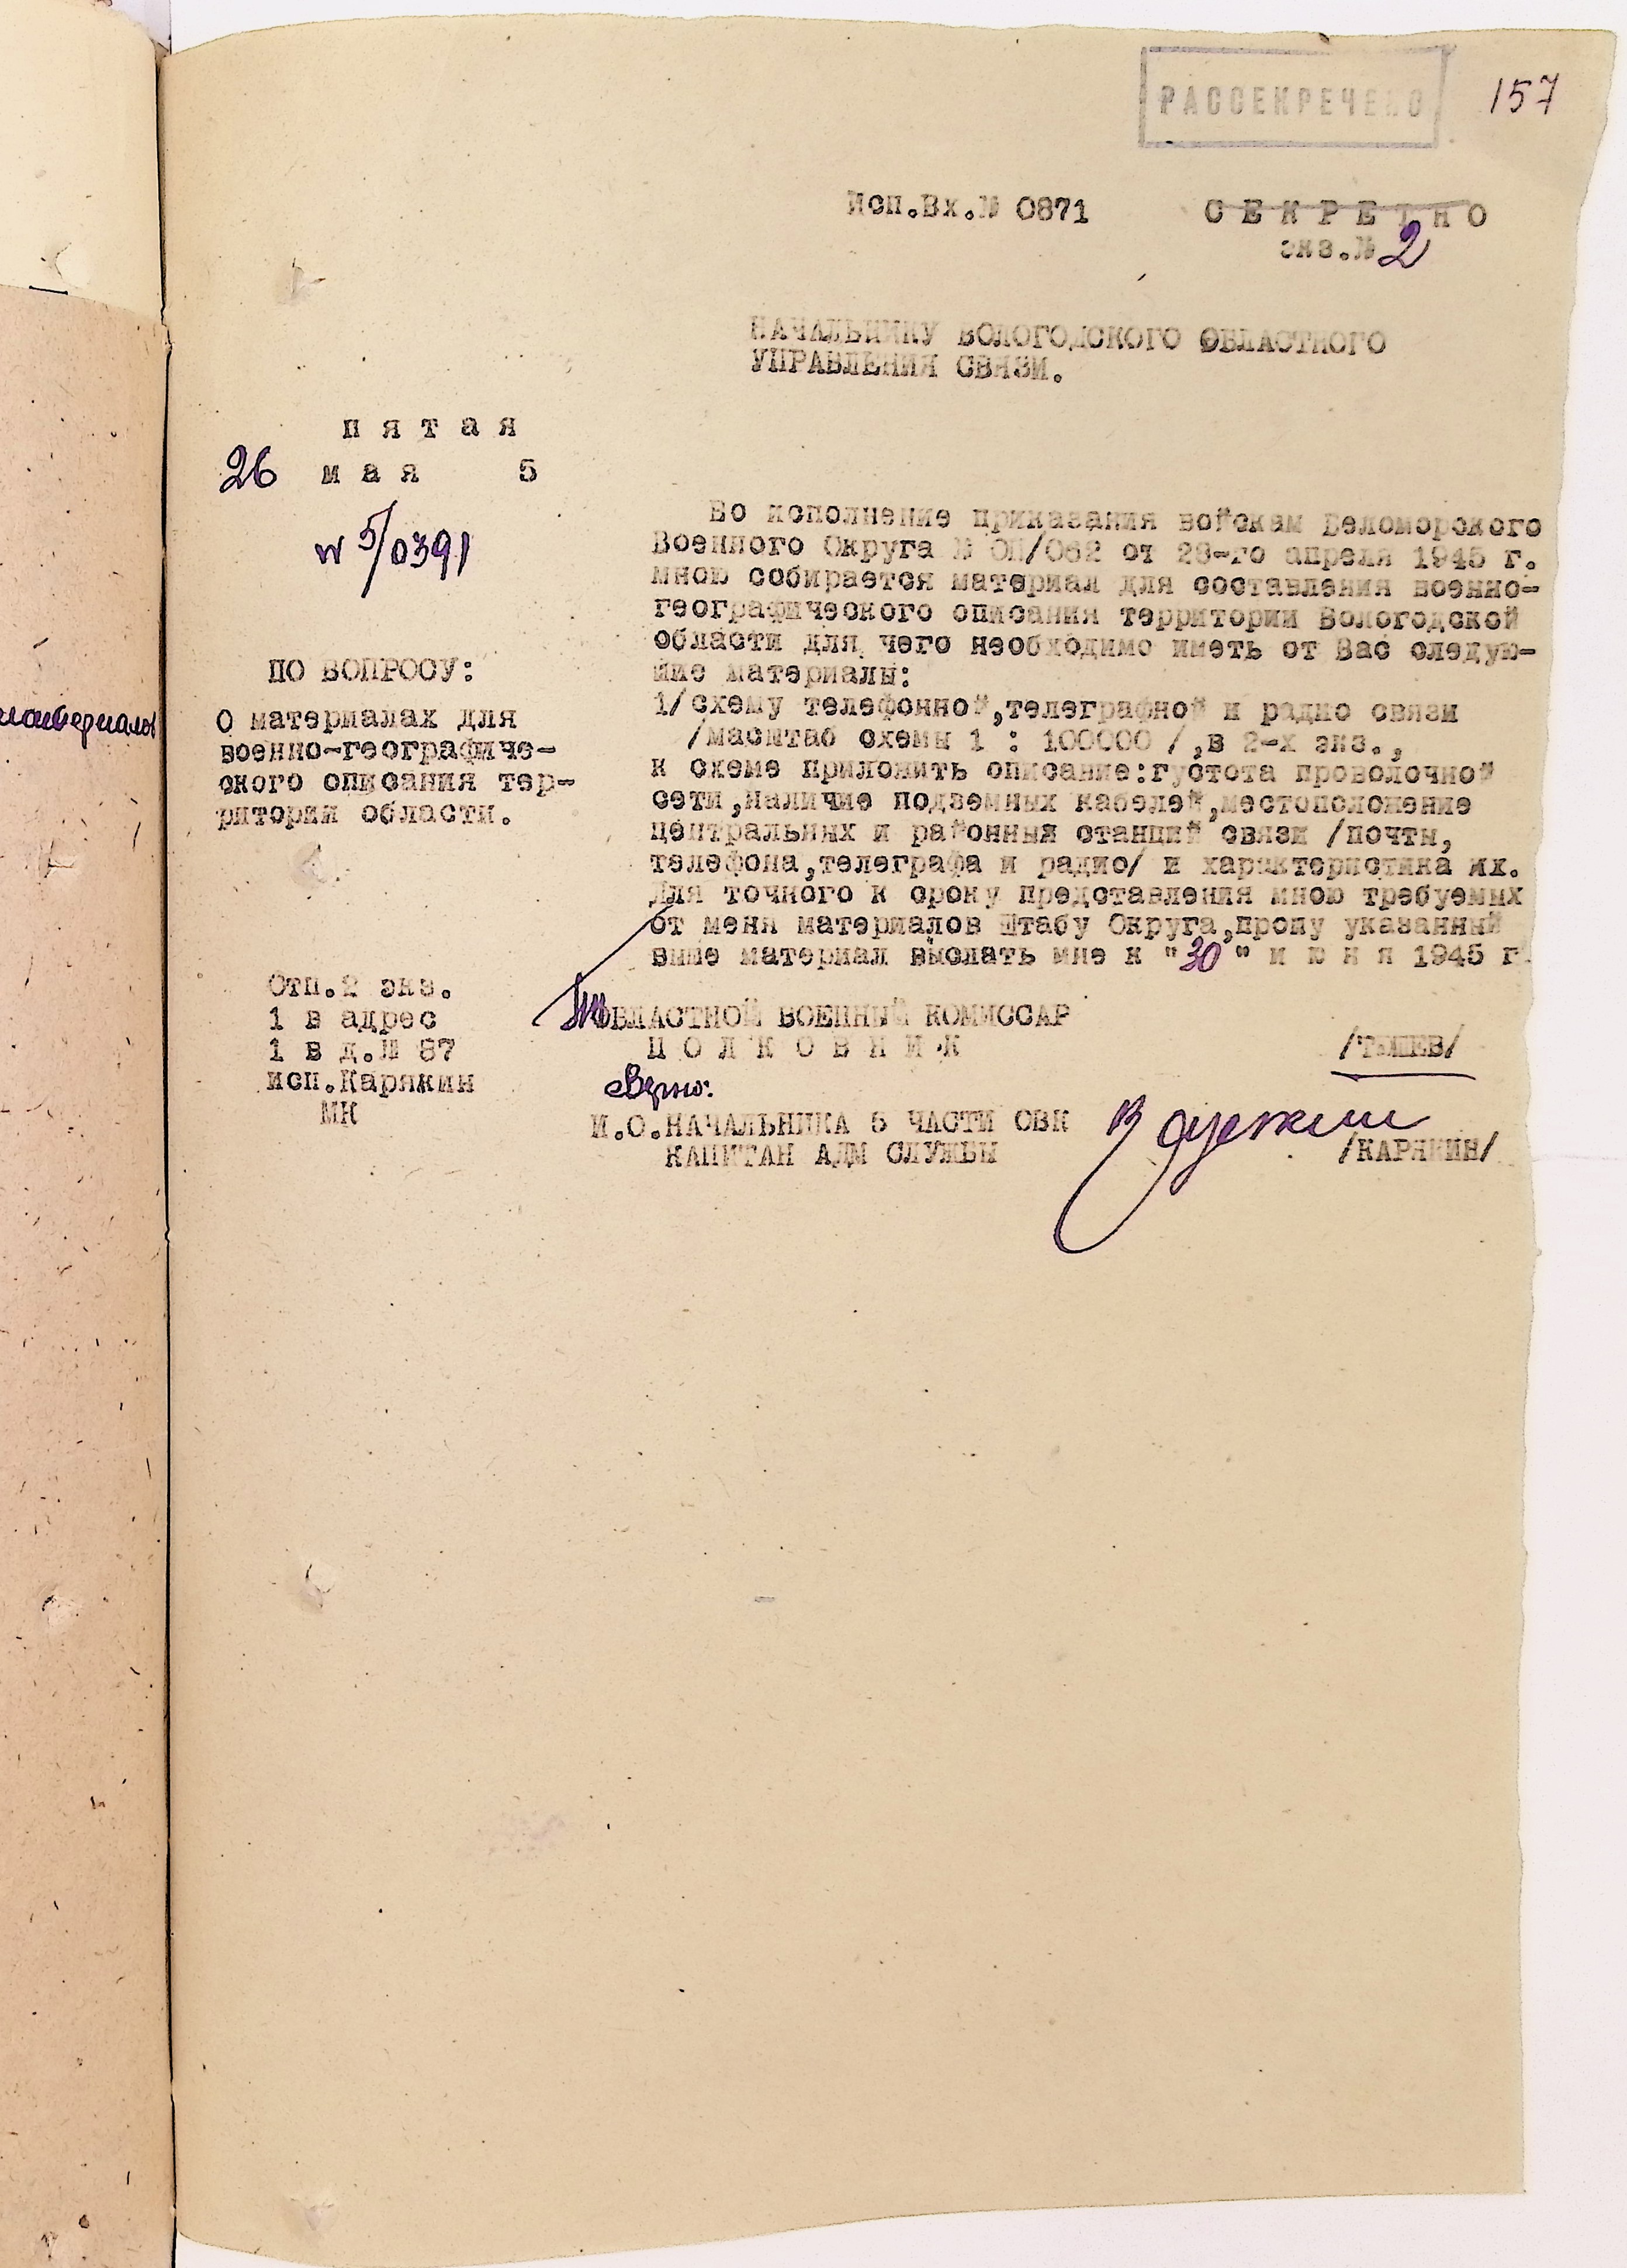 РАССЕКРЕЧЕНО
157
Исп.Вх.№ 0871
СЕКРЕТНО
экз.№ 2
НАЧАЛЬНИКУ ВОЛОГОДСКОГО ОБЛАСТНОГО
УПРАВЛЕНИЯ СВЯЗИ.
пятая
26 мая 5
№ 5/0391
ПО ВОПРОСУ:
материалов
О материалах для
военно-географиче-
ского описания тер-
ритории области.
Во исполнение приказания войскам Беломорского
Военного Округа № ОП/062 от 28-го апреля 1945 г.
мною собирается материал для составления военно-
географического описания территории Вологодской
области для чего необходимо иметь от Вас следую-
щие материалы:
1/схему телефонной,телеграфной и радио связи
/масштаб схемы 1 : 100000 /,в 2-х экз.,
к схеме приложить описание:густота проволочной
сети,наличие подземных кабелей,местоположение
центральных и районныя станций связи /почты,
телефона,телеграфа и радио/ и характеристика их.
Для точного к сроку представления мною требуемых
от меня материалов Штабу Округа,прошу указанный
выше материал выслать мне к "30" и ю н я 1945 г.
Отп.2 экз.
1 в адрес
1 в д.№ 87
исп.Карякин
МК
ОБЛАСТНОЙ ВОЕННЫЙ КОМИССАР
ПОЛКОВНИК
Верно:
И.О.НАЧАЛЬНИКА 5 ЧАСТИ ОВК
КАПИТАН АДМ СЛУЖБЫ
/КАРЯКИН/